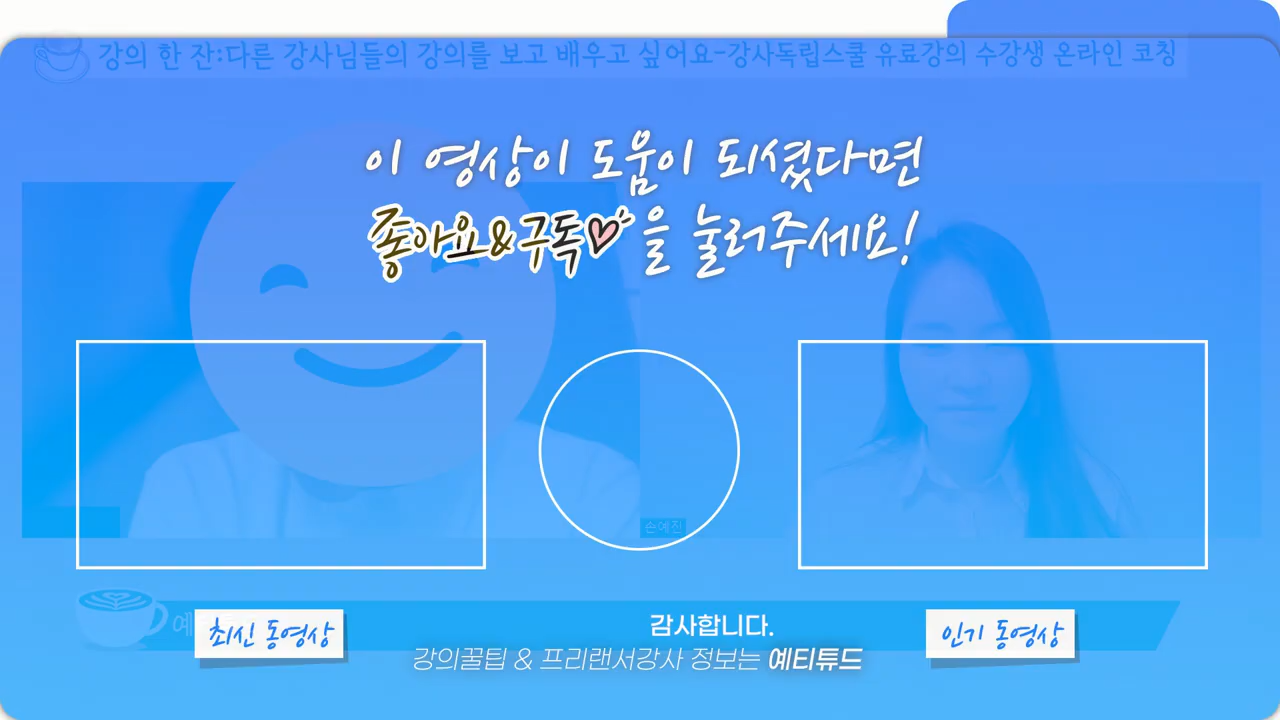 강의 한 잔:다른 강사님들의 강의를 보고 배우고 싶어요-강사독립스쿨 유료강의 수강생 온라인 코칭
이 영상이 도움이 되셨다면
좋아요&구독♡을 눌러주세요!
손예진
예
최신 동영상
감사합니다.
인기 동영상
강의꿀팁 & 프리랜서강사 정보는 예티튜드